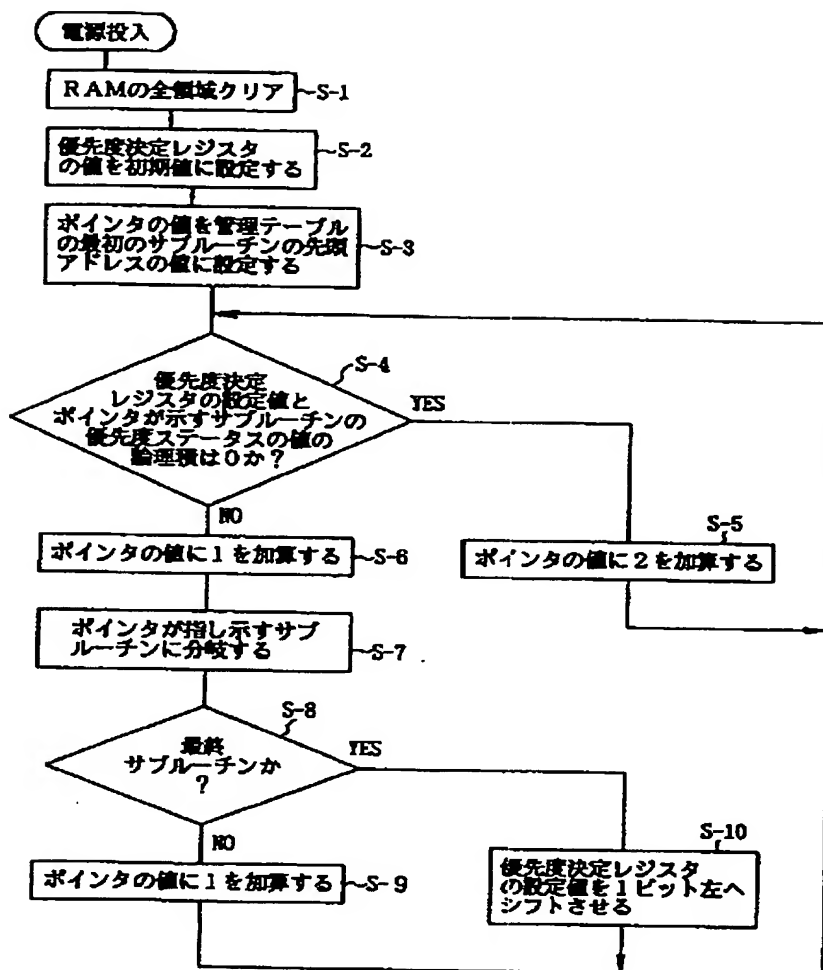 電源投入
RAMの全領域クリア
S-1
優先度決定レジスタ
の値を初期値に設定する
S-2
ポインタの値を管理テーブル
の最初のサブルーチンの先頭
アドレスの値に設定する
S-3
S-4
優先度決定
レジスタの設定値と
ポインタが示すサブルーチンの
優先度ステータスの値の
論理積は0か?
YES
NO
S-5
ポインタの値に2を加算する
ポインタの値に1を加算する
S-6
ポインタが指し示すサブ
ルーチンに分岐する
S-7
S-8
最終
サブルーチンか
?
YES
NO
S-10
優先度決定レジスタ
の設定値を1ビット左へ
シフトさせる
ポインタの値に1を加算する
S-9